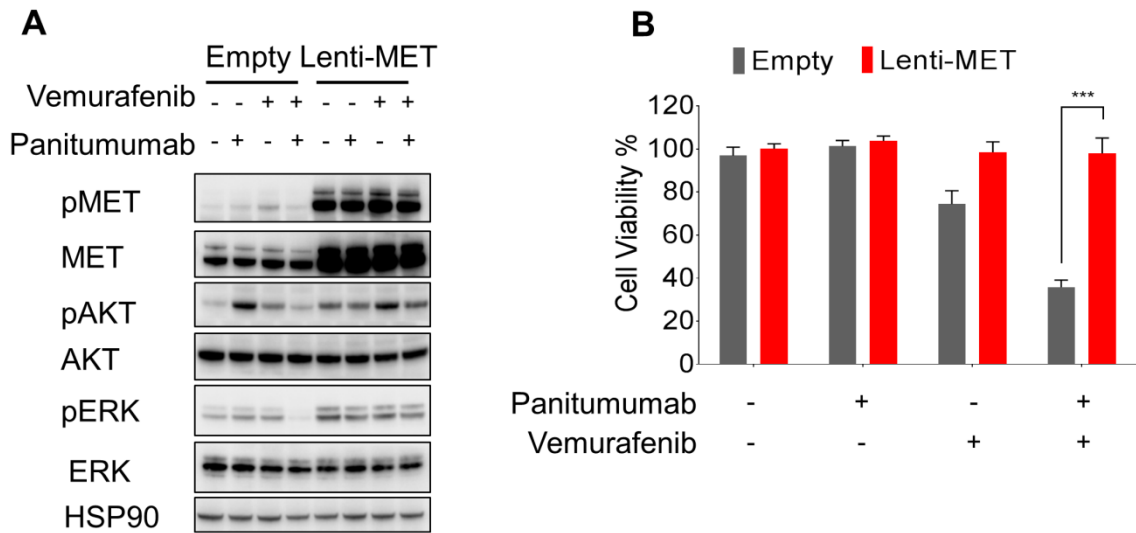 A
Empty Lenti-MET
Vemurafenib - - + + - - + +
Panitumumab - + - + - + - +
pMET
MET
pAKT
AKT
pERK
ERK
HSP90
B
Empty Lenti-MET
***
Cell Viability %
120
100
80
60
40
20
0
Panitumumab - + - +
Vemurafenib - - + +